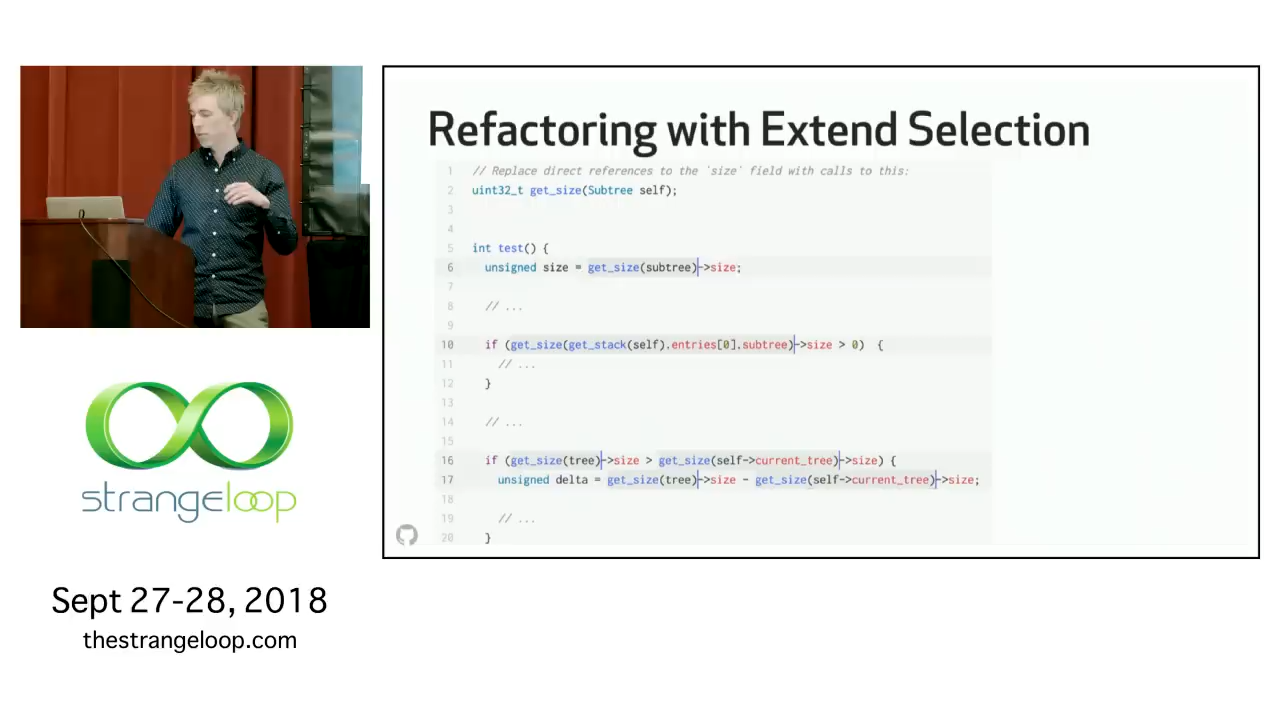 Refactoring with Extend Selection
1 // Replace direct references to the `size` field with calls to this:
2 uint32_t get_size(Subtree self);
3
4
5 int test() {
6 unsigned size = get_size(subtree)->size;
7
8 // ...
9
10 if (get_size(get_stack(self).entries[0].subtree)->size > 0) {
11 // ...
12 }
13
14 // ...
15
16 if (get_size(tree)->size > get_size(self->current_tree)->size) {
17 unsigned delta = get_size(tree)->size - get_size(self->current_tree)->size;
18
19 // ...
20 }
strangeloop
Sept 27-28, 2018
thestrangeloop.com